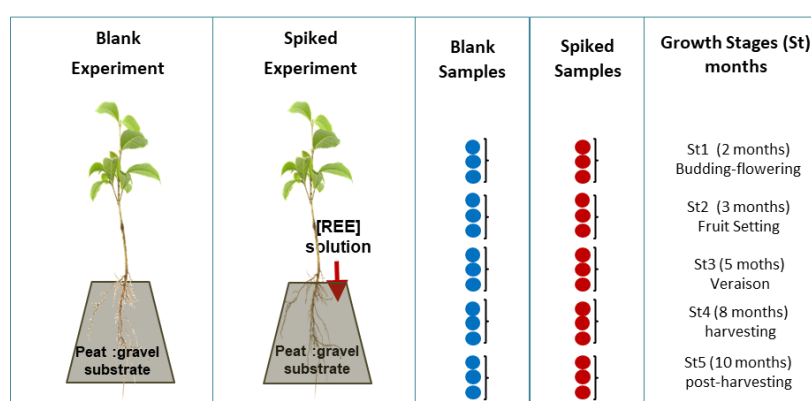 Blank
Experiment
Spiked
Experiment
Blank
Samples
Spiked
Samples
Growth Stages (St)
months
[REE]
solution
Peat :gravel
substrate
Peat :gravel
substrate
St1 (2 months)
Budding-flowering
St2 (3 months)
Fruit Setting
St3 (5 moths)
Veraison
St4 (8 months)
harvesting
St5 (10 months)
post-harvesting